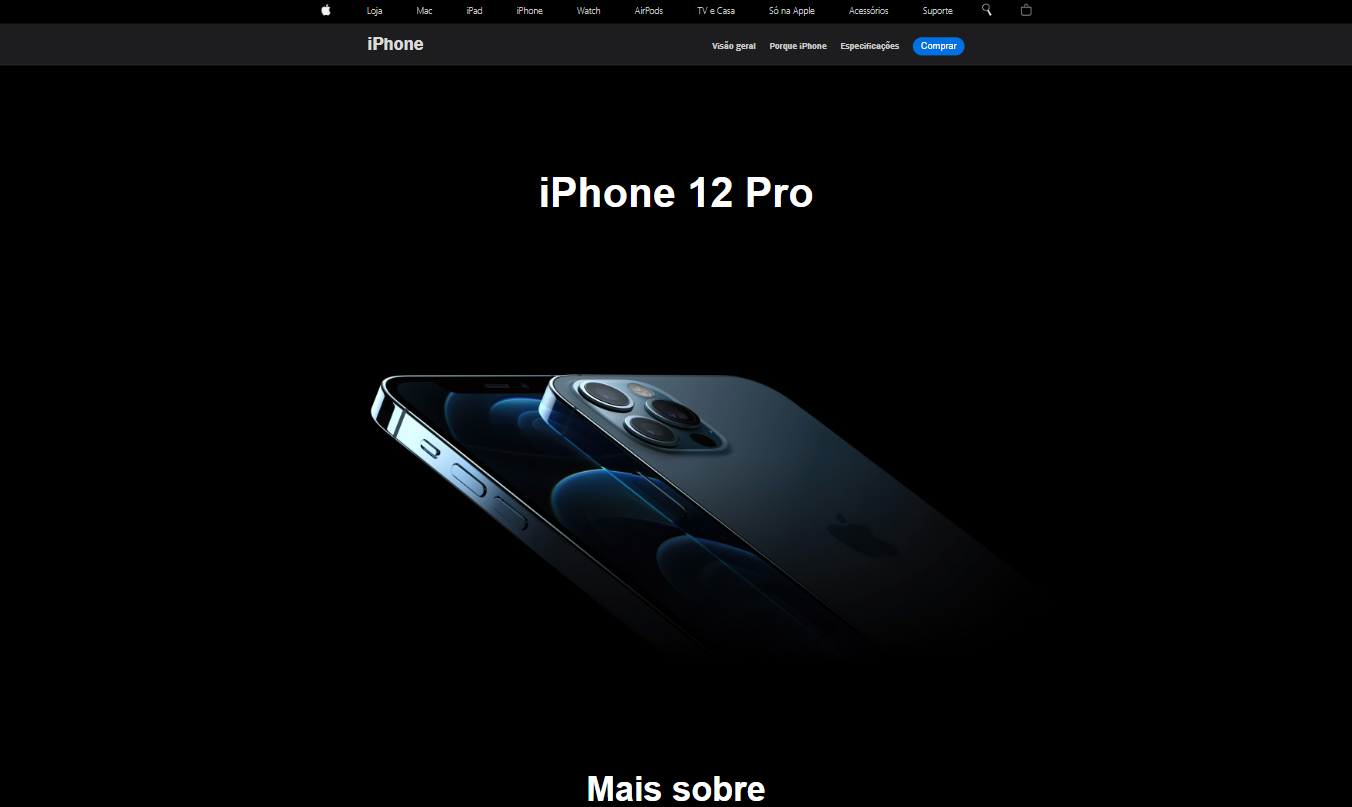 Loja Mac iPad iPhone Watch AirPods TV e Casa Só na Apple Acessórios Suporte
iPhone Visão geral Porque iPhone Especificações Comprar
iPhone 12 Pro
Mais sobre